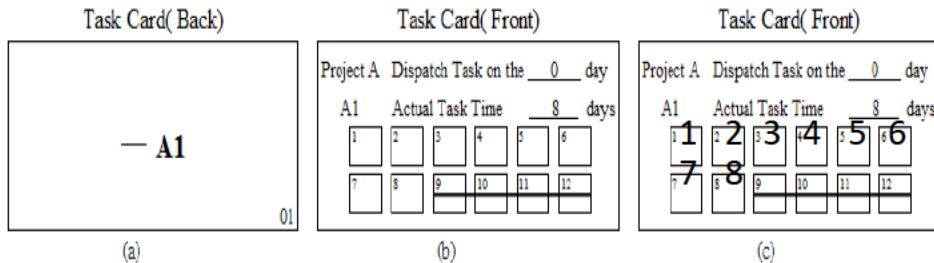 Task Card( Back)
— A1
01
(a)
Task Card( Front)
Project A Dispatch Task on the 0 day
A1 Actual Task Time 8 days
1 2 3 4 5 6
7 8 9 10 11 12
(b)
Task Card( Front)
Project A Dispatch Task on the 0 day
A1 Actual Task Time 8 days
1 1 2 2 3 3 4 4 5 5 6 6
7 7 8 8 9 10 11 12
(c)